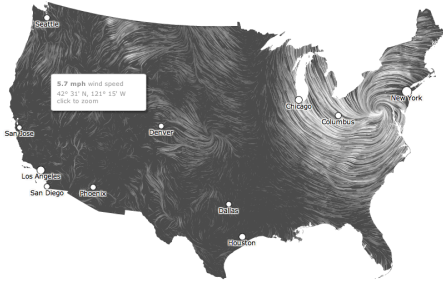 Seattle
5.7 mph wind speed
42° 31' N, 121° 15' W
click to zoom
Chicago
New York
Columbus
San Jose
Denver
Los Angeles
San Diego
Phoenix
Dallas
Houston